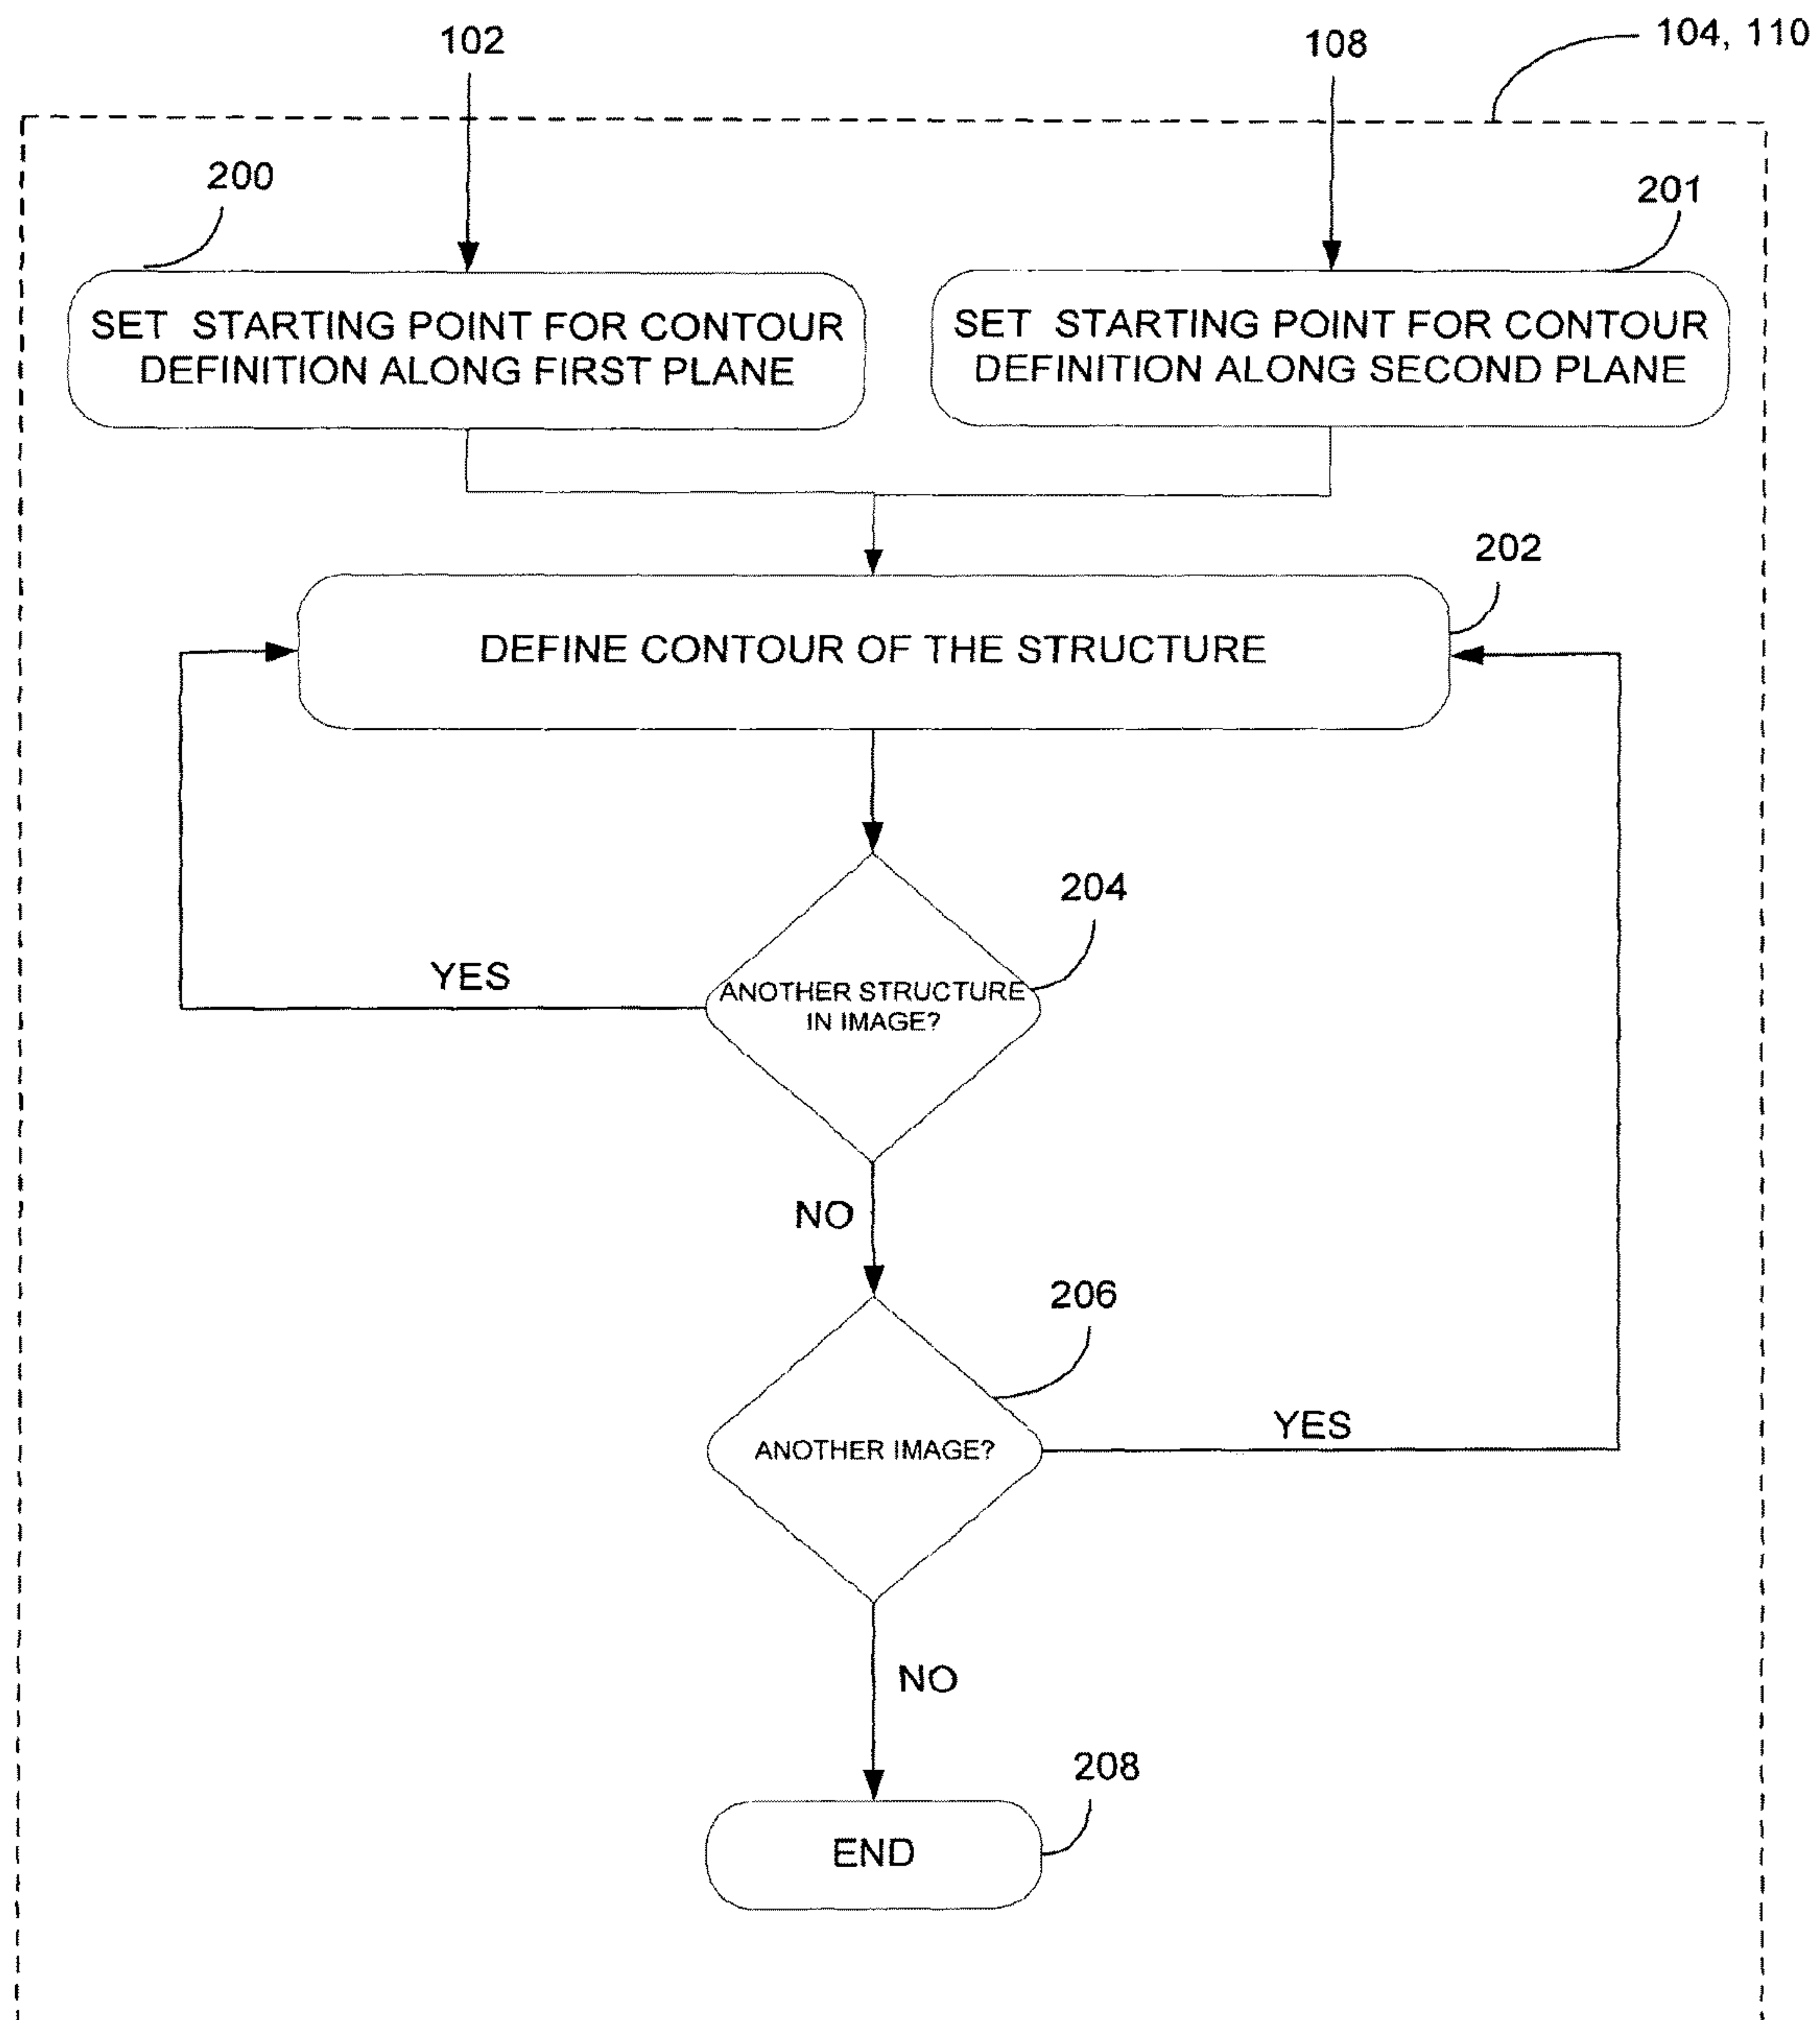 102
108
104, 110
200
201
SET STARTING POINT FOR CONTOUR
DEFINITION ALONG FIRST PLANE
SET STARTING POINT FOR CONTOUR
DEFINITION ALONG SECOND PLANE
202
DEFINE CONTOUR OF THE STRUCTURE
204
YES
ANOTHER STRUCTURE
IN IMAGE?
NO
206
YES
ANOTHER IMAGE?
NO
208
END